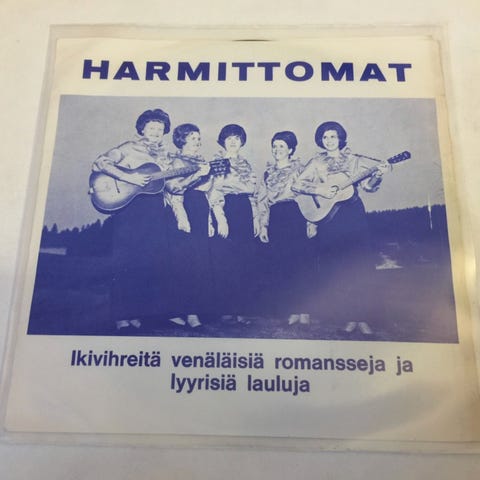 HARMITTOMAT
Ikivihreitä venäläisiä romansseja ja
lyyrisiä lauluja